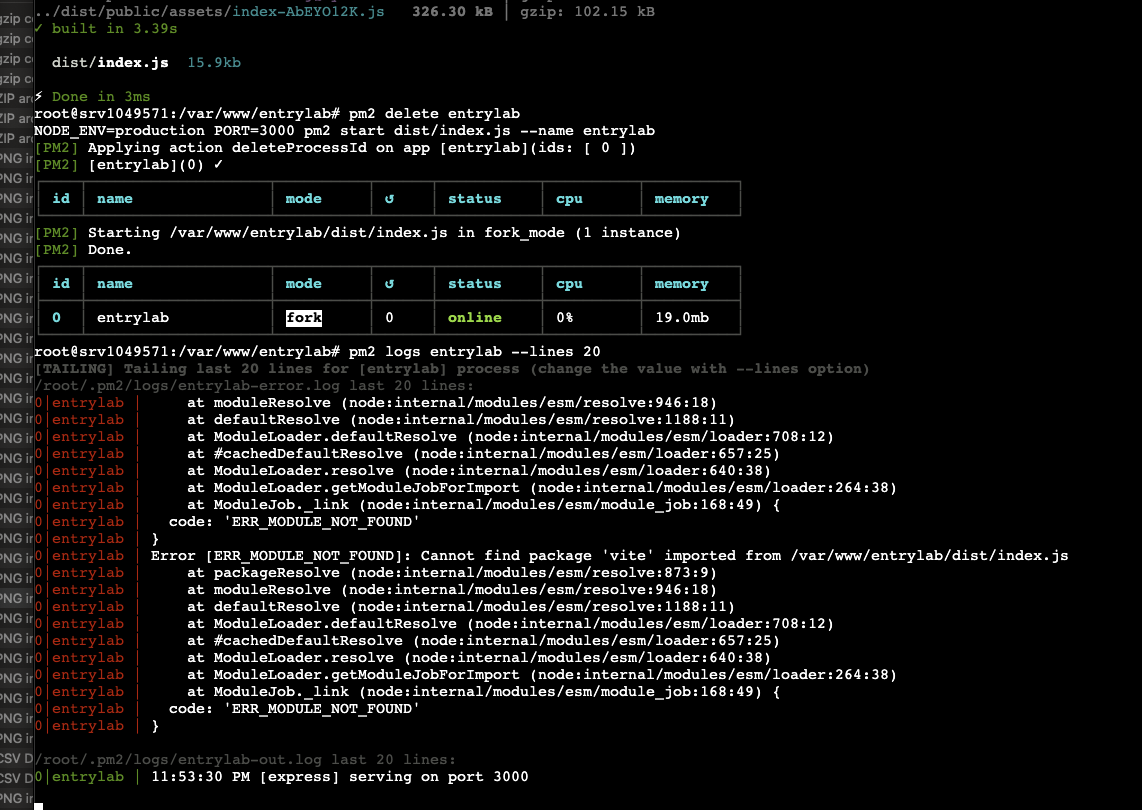 ../dist/public/assets/index-AbEYO12K.js   326.30 kB │ gzip: 102.15 kB
✓ built in 3.39s
dist/index.js  15.9kb
⚡ Done in 3ms
root@srv1049571:/var/www/entrylab# pm2 delete entrylab
NODE_ENV=production PORT=3000 pm2 start dist/index.js --name entrylab
[PM2] Applying action deleteProcessId on app [entrylab](ids: [ 0 ])
[PM2] [entrylab](0) ✓
id │ name │ mode │ ↺ │ status │ cpu │ memory
[PM2] Starting /var/www/entrylab/dist/index.js in fork_mode (1 instance)
[PM2] Done.
id │ name │ mode │ ↺ │ status │ cpu │ memory
0 │ entrylab │ fork │ 0 │ online │ 0% │ 19.0mb
root@srv1049571:/var/www/entrylab# pm2 logs entrylab --lines 20
[TAILING] Tailing last 20 lines for [entrylab] process (change the value with --lines option)
/root/.pm2/logs/entrylab-error.log last 20 lines:
0|entrylab |     at moduleResolve (node:internal/modules/esm/resolve:946:18)
0|entrylab |     at defaultResolve (node:internal/modules/esm/resolve:1188:11)
0|entrylab |     at ModuleLoader.defaultResolve (node:internal/modules/esm/loader:708:12)
0|entrylab |     at #cachedDefaultResolve (node:internal/modules/esm/loader:657:25)
0|entrylab |     at ModuleLoader.resolve (node:internal/modules/esm/loader:640:38)
0|entrylab |     at ModuleLoader.getModuleJobForImport (node:internal/modules/esm/loader:264:38)
0|entrylab |     at ModuleJob._link (node:internal/modules/esm/module_job:168:49) {
0|entrylab |   code: 'ERR_MODULE_NOT_FOUND'
0|entrylab | }
0|entrylab | Error [ERR_MODULE_NOT_FOUND]: Cannot find package 'vite' imported from /var/www/entrylab/dist/index.js
0|entrylab |     at packageResolve (node:internal/modules/esm/resolve:873:9)
0|entrylab |     at moduleResolve (node:internal/modules/esm/resolve:946:18)
0|entrylab |     at defaultResolve (node:internal/modules/esm/resolve:1188:11)
0|entrylab |     at ModuleLoader.defaultResolve (node:internal/modules/esm/loader:708:12)
0|entrylab |     at #cachedDefaultResolve (node:internal/modules/esm/loader:657:25)
0|entrylab |     at ModuleLoader.resolve (node:internal/modules/esm/loader:640:38)
0|entrylab |     at ModuleLoader.getModuleJobForImport (node:internal/modules/esm/loader:264:38)
0|entrylab |     at ModuleJob._link (node:internal/modules/esm/module_job:168:49) {
0|entrylab |   code: 'ERR_MODULE_NOT_FOUND'
0|entrylab | }
/root/.pm2/logs/entrylab-out.log last 20 lines:
0|entrylab | 11:53:30 PM [express] serving on port 3000